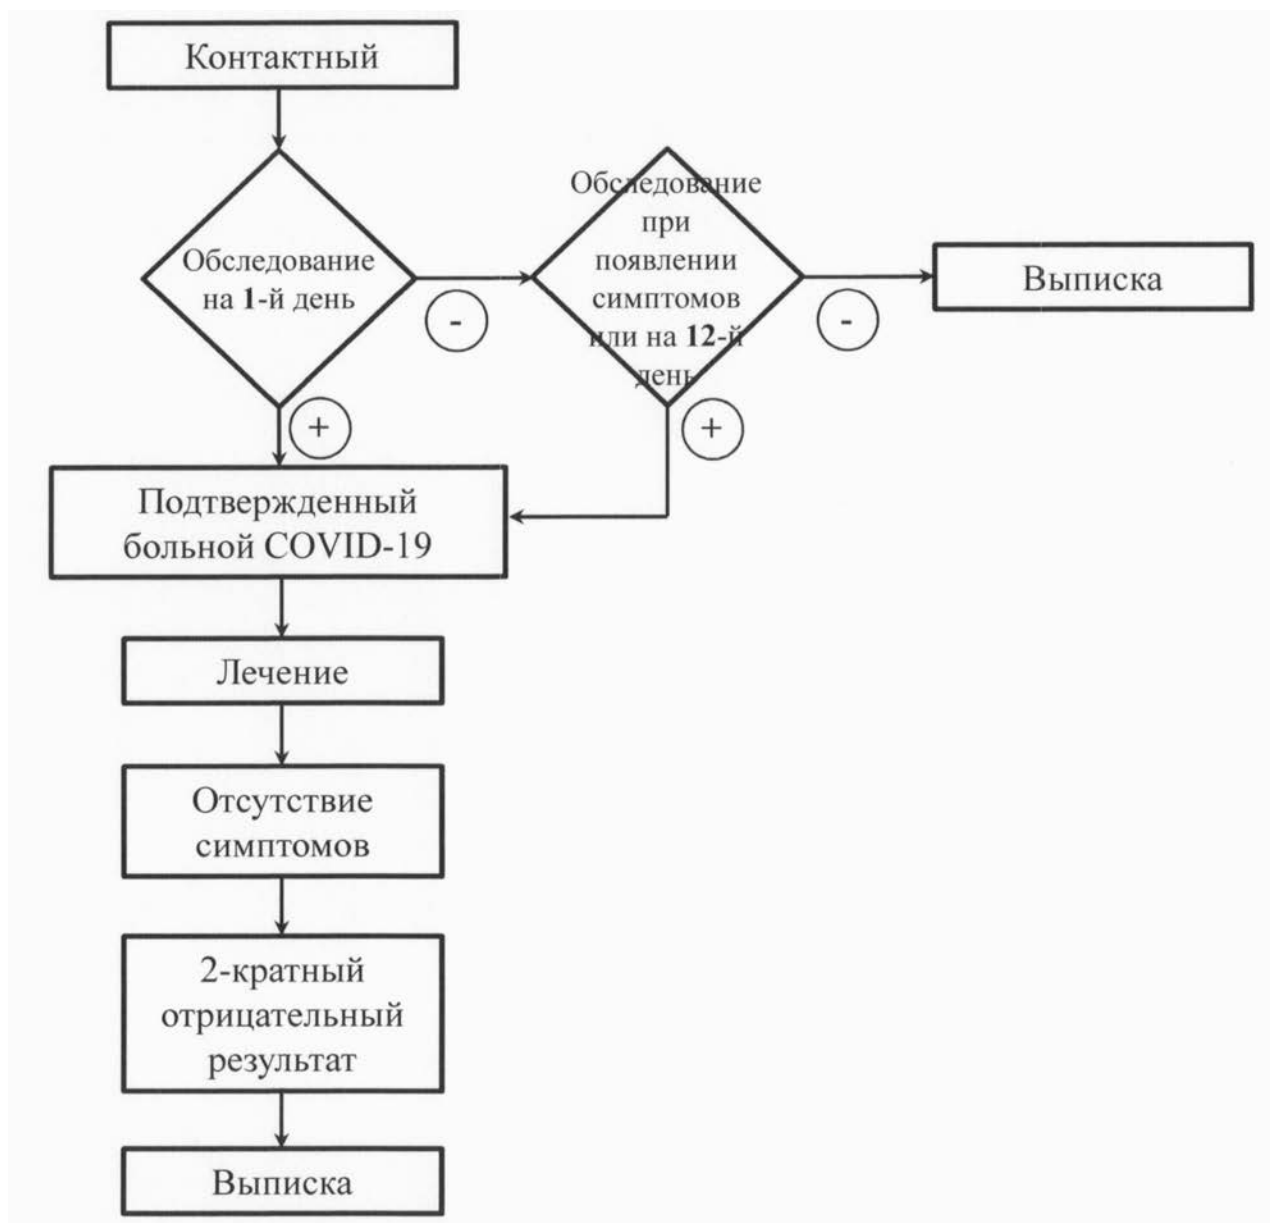 Контактный
Обследование
на 1-й день
-
+
Обследование
при
появлении
симптомов
или на 12-й
день
-
+
Выписка
Подтвержденный
больной COVID-19
Лечение
Отсутствие
симптомов
2-кратный
отрицательный
результат
Выписка